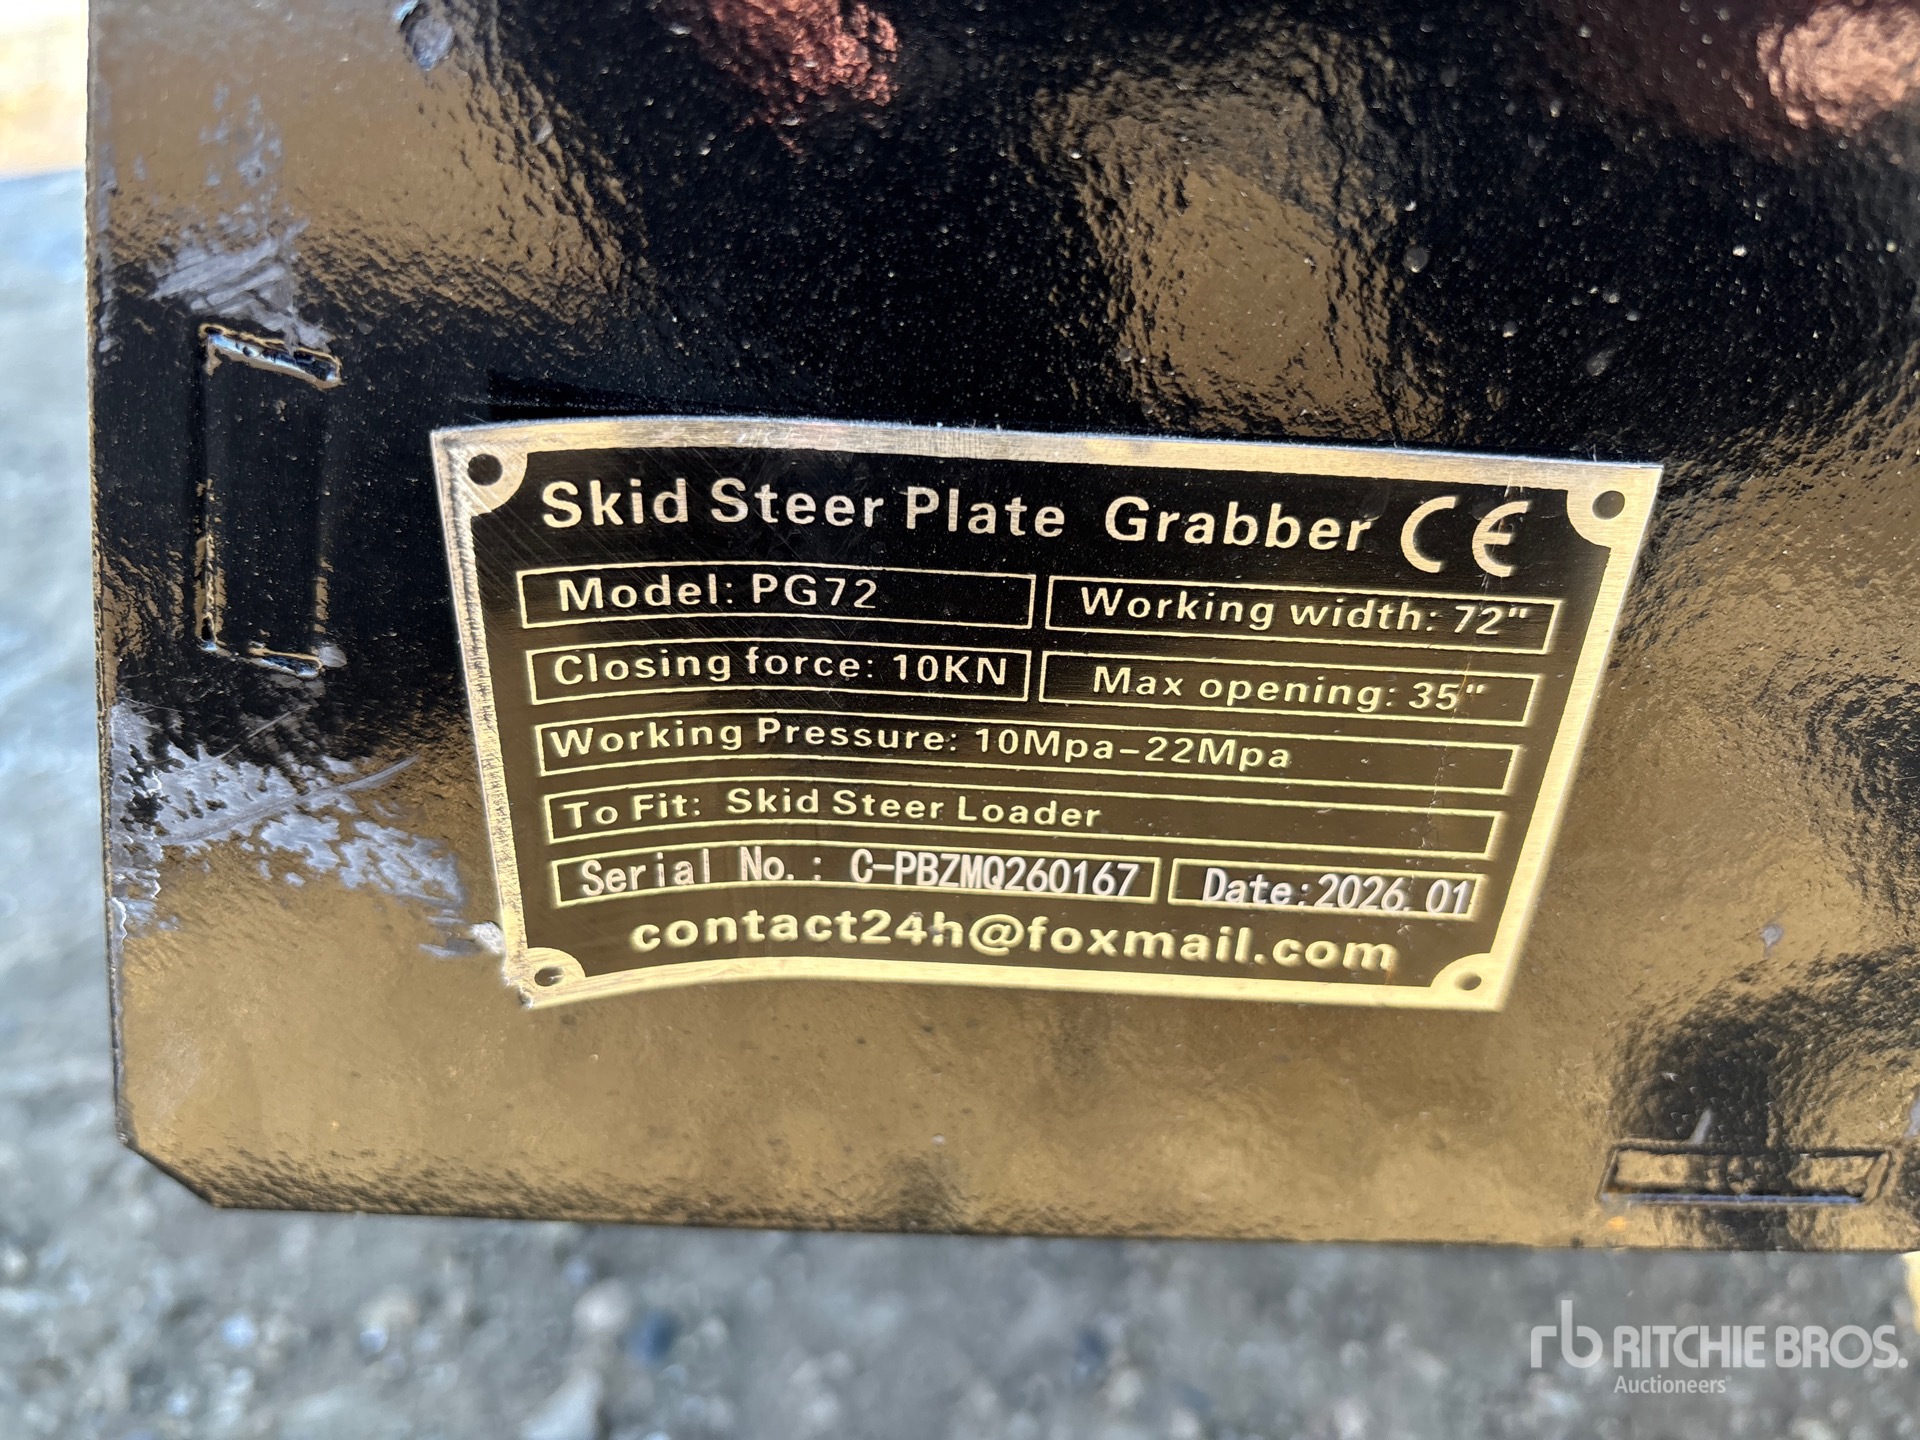 Skid Steer Plate Grabber CE
Model: PG72
Working width: 72"
Closing force: 10KN
Max opening: 35"
Working Pressure: 10Mpa-22Mpa
To Fit: Skid Steer Loader
Serial No.: C-PBZMQ260167
Date:2026.01
contact24h@foxmail.com
rb RITCHIE BROS.
Auctioneers